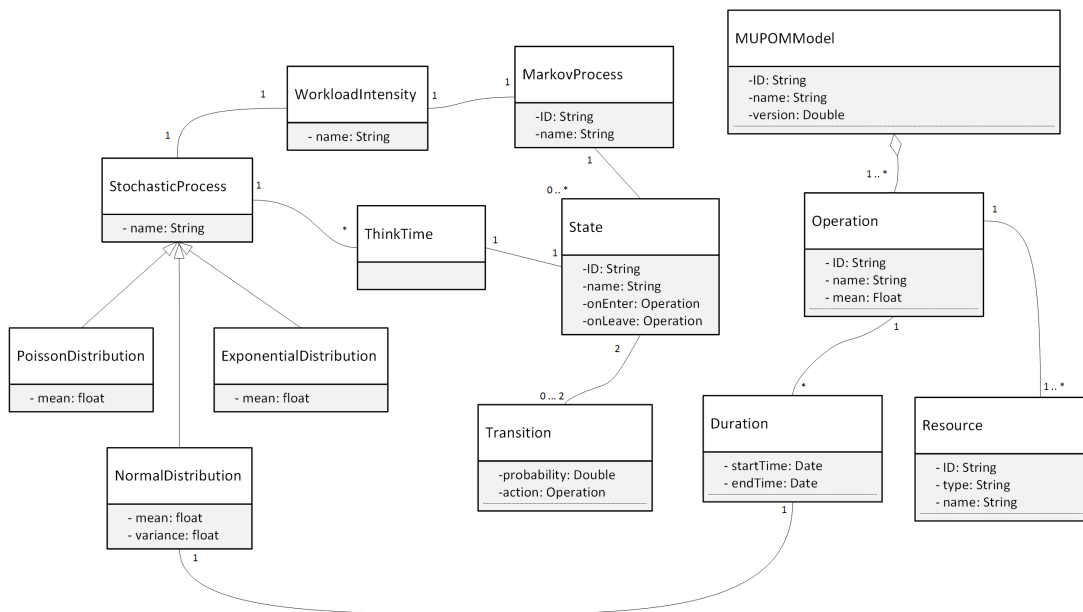 MUPOMModel
-ID: String
-name: String
-version: Double
MarkovProcess
-ID: String
-name: String
WorkloadIntensity
- name: String
1
1
1
1
1
0 .. *
1 .. *
StochasticProcess
- name: String
1
*
ThinkTime
1
1
State
-ID: String
-name: String
-onEnter: Operation
-onLeave: Operation
Operation
- ID: String
- name: String
- mean: Float
1
1
2
0 ... 2
*
1 .. *
PoissonDistribution
- mean: float
ExponentialDistribution
- mean: float
Transition
-probability: Double
-action: Operation
Duration
- startTime: Date
- endTime: Date
Resource
- ID: String
- type: String
- name: String
NormalDistribution
- mean: float
- variance: float
1
1